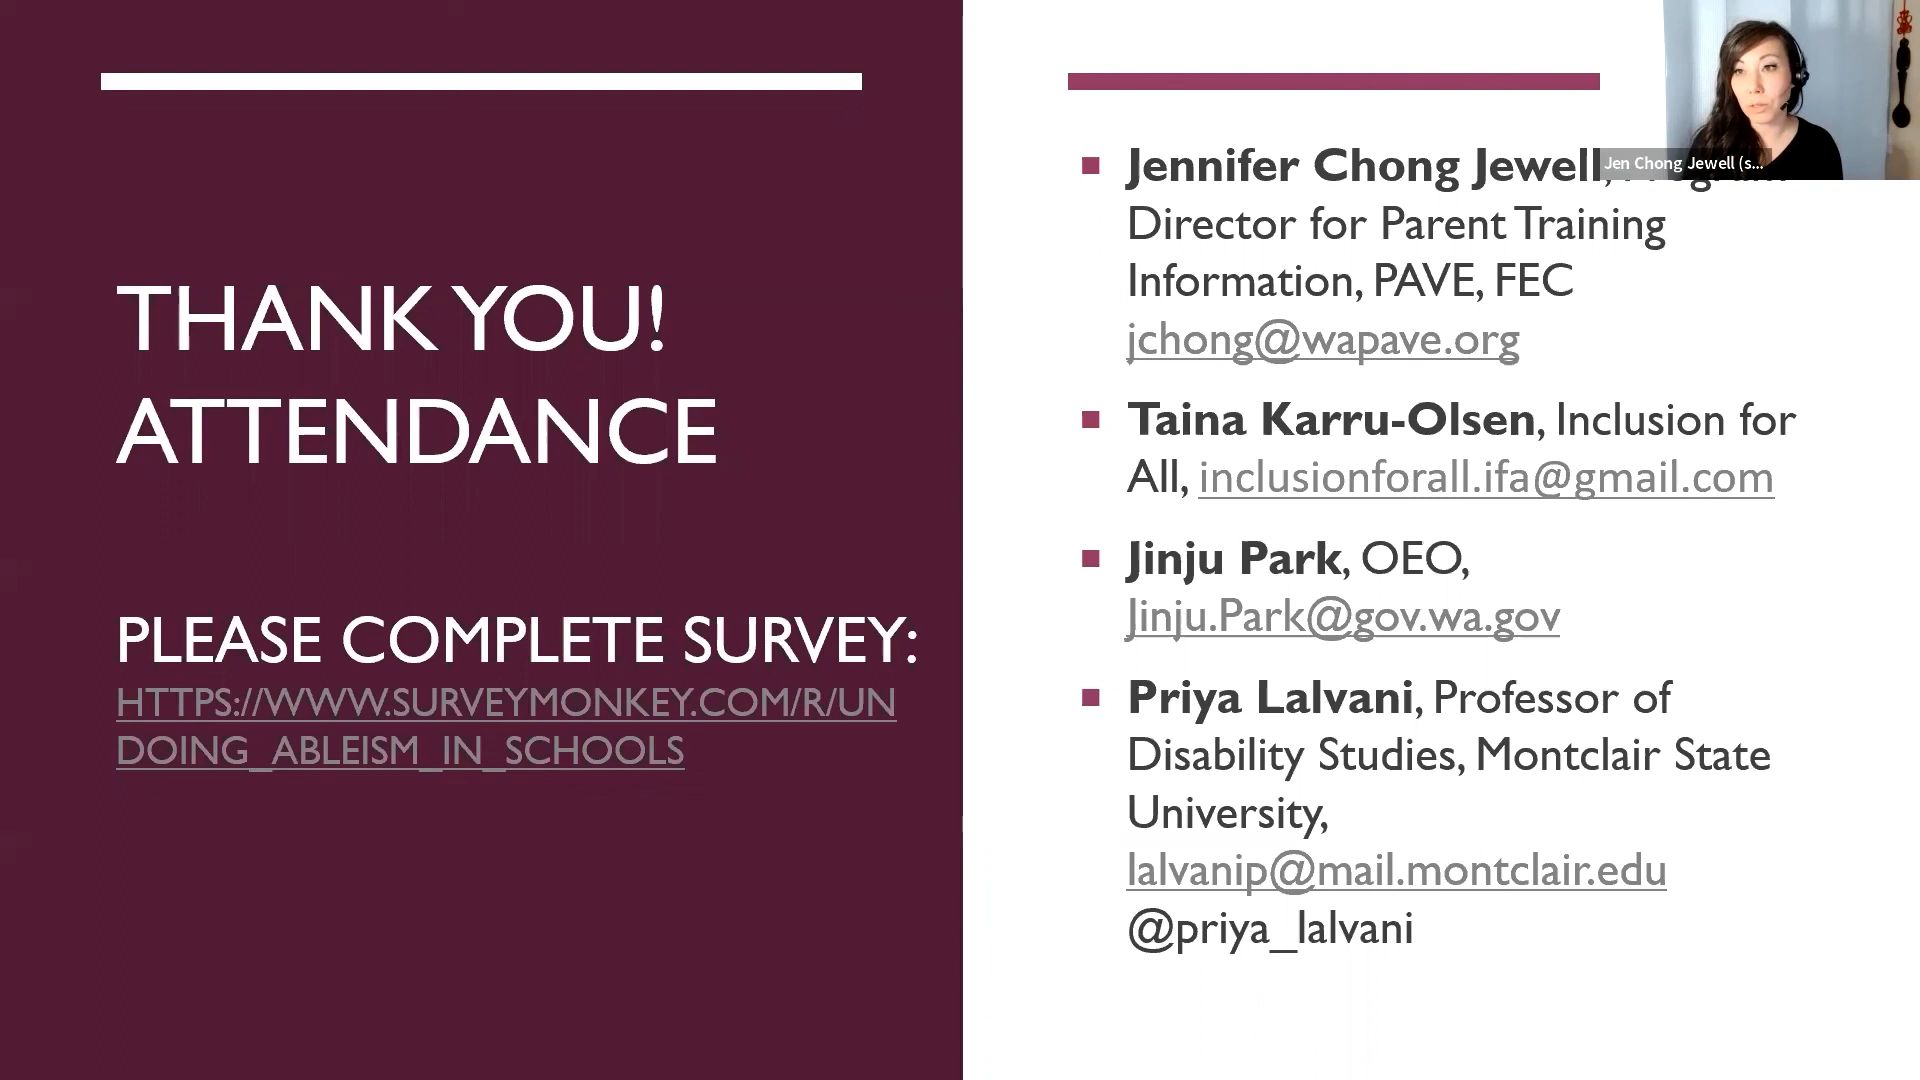 THANK YOU!
ATTENDANCE
PLEASE COMPLETE SURVEY:
HTTPS://WWW.SURVEYMONKEY.COM/R/UN
DOING_ABLEISM_IN_SCHOOLS
Jen Chong Jewell (s...
Jennifer Chong Jewell,
Director for Parent Training
Information, PAVE, FEC
jchong@wapave.org
Taina Karru-Olsen, Inclusion for
All, inclusionforall.ifa@gmail.com
Jinju Park, OEO,
Jinju.Park@gov.wa.gov
Priya Lalvani, Professor of
Disability Studies, Montclair State
University,
lalvanip@mail.montclair.edu
@priya_lalvani